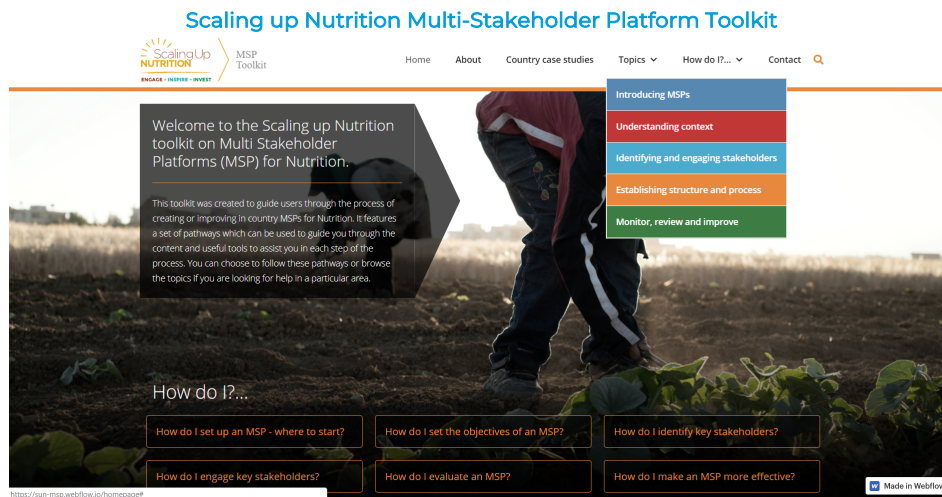 Scaling up Nutrition Multi-Stakeholder Platform Toolkit
ScalingUp
NUTRITION
ENGAGE • INSPIRE • INVEST
MSP
Toolkit
Home About Country case studies Topics How do I?... Contact
Introducing MSPs
Understanding context
Identifying and engaging stakeholders
Establishing structure and process
Monitor, review and improve
Welcome to the Scaling up Nutrition
toolkit on Multi Stakeholder
Platforms (MSP) for Nutrition.
This toolkit was created to guide users through the process of
creating or improving in country MSPs for Nutrition. It features
a set of pathways which can be used to guide you through the
content and useful tools to assist you in each step of the
process. You can choose to follow these pathways or browse
the topics if you are looking for help in a particular area.
How do I?...
How do I set up an MSP - where to start?
How do I set the objectives of an MSP?
How do I identify key stakeholders?
How do I engage key stakeholders?
How do I evaluate an MSP?
How do I make an MSP more effective?
https://sun-msp.webflow.io/homepage#
Made in Webflow